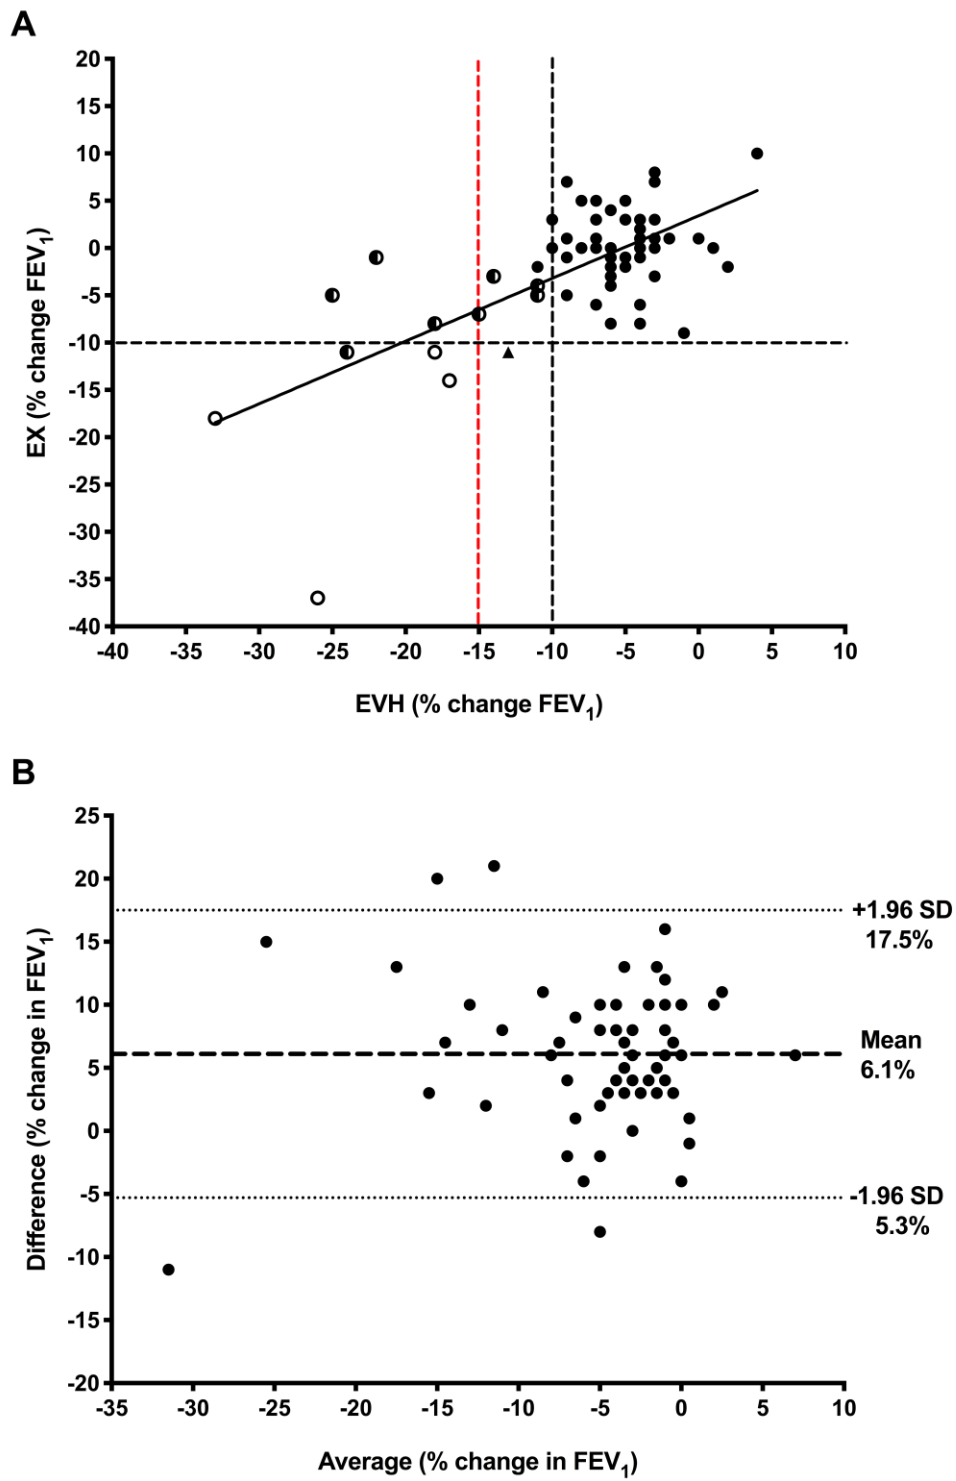 A
20
15
10
5
0
-5
-10
-15
-20
-25
-30
-35
-40
EX (% change FEV1)
-40 -35 -30 -25 -20 -15 -10 -5 0 5 10
EVH (% change FEV1)
B
25
20
15
10
5
0
-5
-10
-15
-20
Difference (% change in FEV1)
+1.96 SD
17.5%
Mean
6.1%
-1.96 SD
5.3%
-35 -30 -25 -20 -15 -10 -5 0 5 10
Average (% change in FEV1)